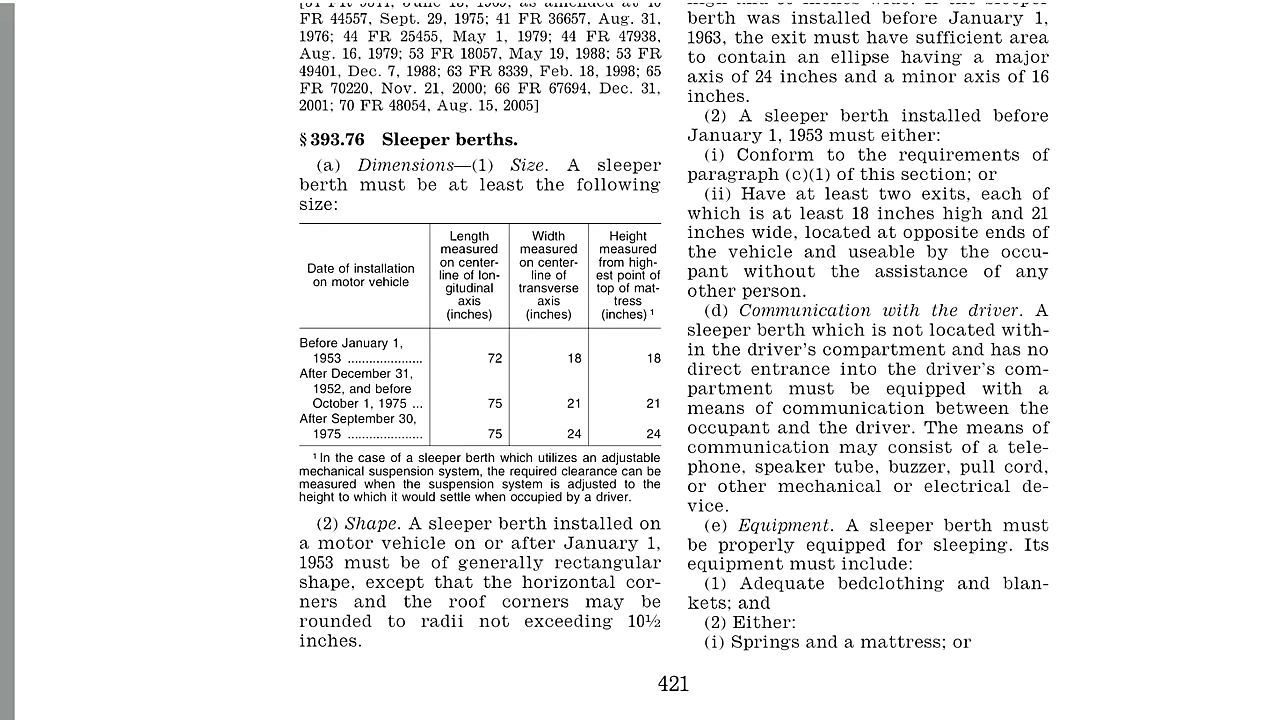 FR 44557, Sept. 29, 1975; 41 FR 36657, Aug. 31,
1976; 44 FR 25455, May 1, 1979; 44 FR 47938,
Aug. 16, 1979; 53 FR 18057, May 19, 1988; 53 FR
49401, Dec. 7, 1988; 63 FR 8339, Feb. 18, 1998; 65
FR 70220, Nov. 21, 2000; 66 FR 67694, Dec. 31,
2001; 70 FR 48054, Aug. 15, 2005]
§ 393.76 Sleeper berths.
(a) Dimensions—(1) Size. A sleeper
berth must be at least the following
size:
Date of installation
on motor vehicle
Length
measured
on center-
line of lon-
gitudinal
axis
(inches)
Width
measured
on center-
line of
transverse
axis
(inches)
Height
measured
from high-
est point of
top of mat-
tress
(inches) ¹
Before January 1,
1953 ..................... 72 18 18
After December 31,
1952, and before
October 1, 1975 ... 75 21 21
After September 30,
1975 ..................... 75 24 24
¹ In the case of a sleeper berth which utilizes an adjustable
mechanical suspension system, the required clearance can be
measured when the suspension system is adjusted to the
height to which it would settle when occupied by a driver.
(2) Shape. A sleeper berth installed on
a motor vehicle on or after January 1,
1953 must be of generally rectangular
shape, except that the horizontal cor-
ners and the roof corners may be
rounded to radii not exceeding 10½
inches.
berth was installed before January 1,
1963, the exit must have sufficient area
to contain an ellipse having a major
axis of 24 inches and a minor axis of 16
inches.
(2) A sleeper berth installed before
January 1, 1953 must either:
(i) Conform to the requirements of
paragraph (c)(1) of this section; or
(ii) Have at least two exits, each of
which is at least 18 inches high and 21
inches wide, located at opposite ends of
the vehicle and useable by the occu-
pant without the assistance of any
other person.
(d) Communication with the driver. A
sleeper berth which is not located with-
in the driver's compartment and has no
direct entrance into the driver's com-
partment must be equipped with a
means of communication between the
occupant and the driver. The means of
communication may consist of a tele-
phone, speaker tube, buzzer, pull cord,
or other mechanical or electrical de-
vice.
(e) Equipment. A sleeper berth must
be properly equipped for sleeping. Its
equipment must include:
(1) Adequate bedclothing and blan-
kets; and
(2) Either:
(i) Springs and a mattress; or
421